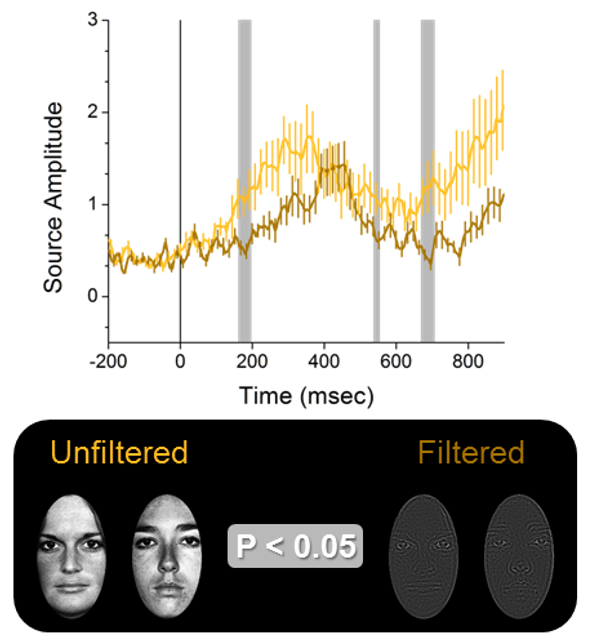 3
2
1
0
Source Amplitude
-200 0 200 400 600 800
Time (msec)
Unfiltered
Filtered
P < 0.05